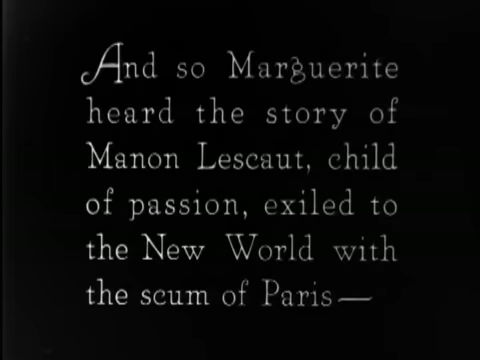 And so Marguerite
heard the story of
Manon Lescaut, child
of passion, exiled to
the New World with
the scum of Paris—